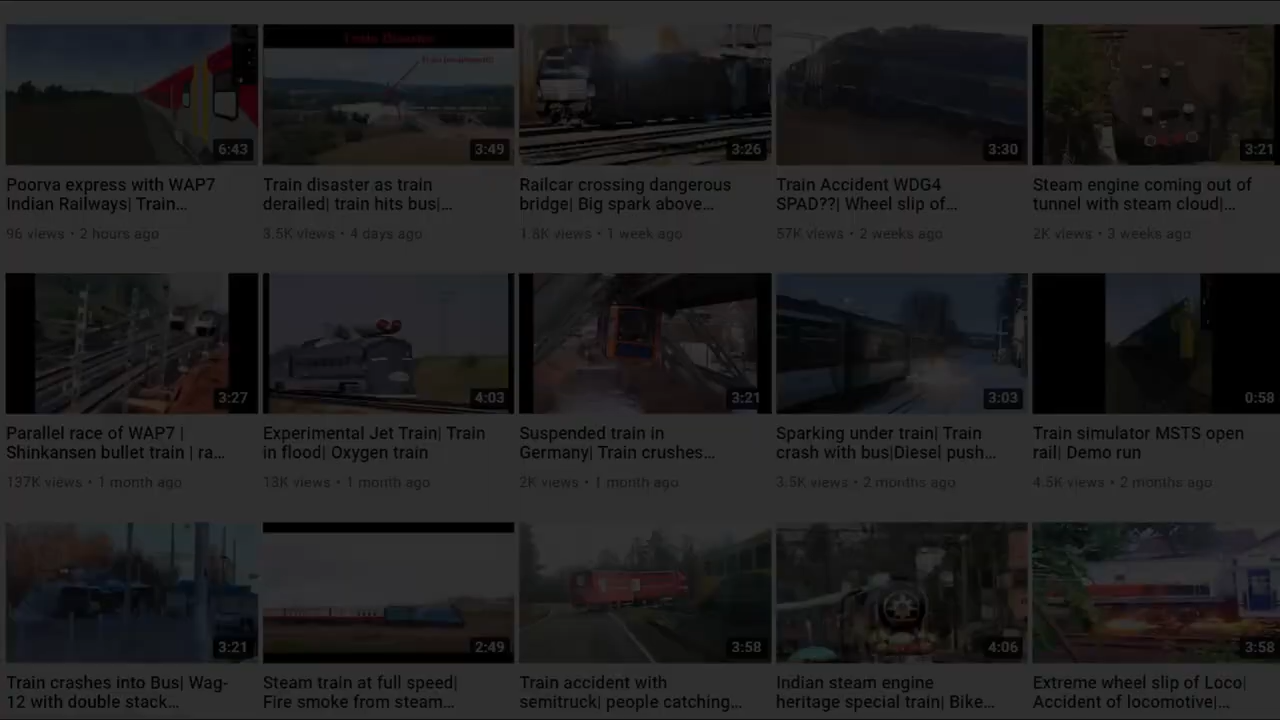 Train Disaster
Train Derailment
6:43
3:49
3:26
3:30
3:21
Poorva express with WAP7
Indian Railways| Train...
96 views • 2 hours ago
Train disaster as train
derailed| train hits bus|...
3.5K views • 4 days ago
Railcar crossing dangerous
bridge| Big spark above...
1.8K views • 1 week ago
Train Accident WDG4
SPAD??| Wheel slip of...
57K views • 2 weeks ago
Steam engine coming out of
tunnel with steam cloud|...
2K views • 3 weeks ago
3:27
4:03
3:21
3:03
0:58
Parallel race of WAP7 |
Shinkansen bullet train | ra...
137K views • 1 month ago
Experimental Jet Train| Train
in flood| Oxygen train
13K views • 1 month ago
Suspended train in
Germany| Train crashes...
2K views • 1 month ago
Sparking under train| Train
crash with bus|Diesel push...
3.5K views • 2 months ago
Train simulator MSTS open
rail| Demo run
4.5K views • 2 months ago
3:21
2:49
3:58
4:06
3:58
Train crashes into Bus| Wag-
12 with double stack...
Steam train at full speed|
Fire smoke from steam...
Train accident with
semitruck| people catching...
Indian steam engine
heritage special train| Bike...
Extreme wheel slip of Loco|
Accident of locomotive|...